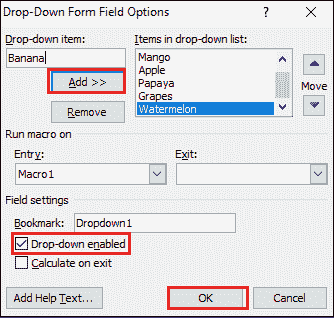 Drop-Down Form Field Options
? ×
Drop-down item:
Items in drop-down list:
Banana
Mango
Apple
Papaya
Grapes
Watermelon
Add >>
Remove
Move
Run macro on
Entry:
Exit:
Macro1
Field settings
Bookmark: Dropdown1
Drop-down enabled
Calculate on exit
Add Help Text...
OK
Cancel